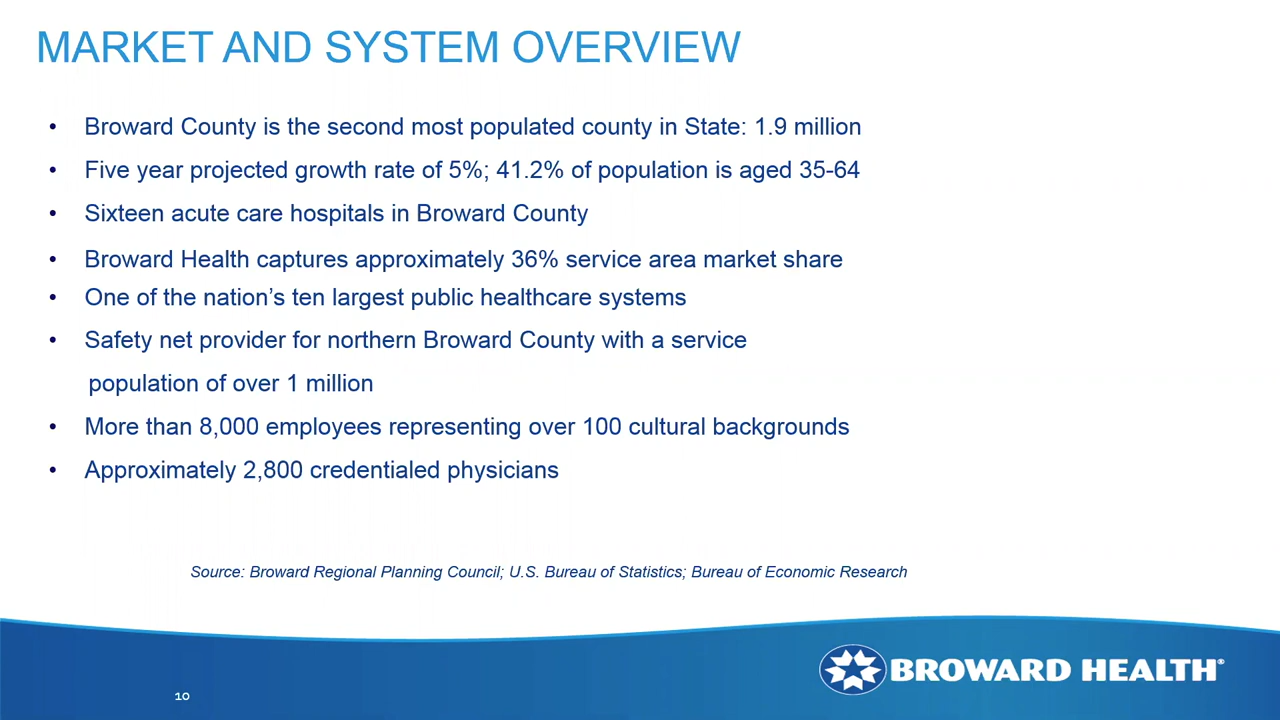 MARKET AND SYSTEM OVERVIEW
• Broward County is the second most populated county in State: 1.9 million
• Five year projected growth rate of 5%; 41.2% of population is aged 35-64
• Sixteen acute care hospitals in Broward County
• Broward Health captures approximately 36% service area market share
• One of the nation’s ten largest public healthcare systems
• Safety net provider for northern Broward County with a service
population of over 1 million
• More than 8,000 employees representing over 100 cultural backgrounds
• Approximately 2,800 credentialed physicians
Source: Broward Regional Planning Council; U.S. Bureau of Statistics; Bureau of Economic Research
BROWARD HEALTH®
10